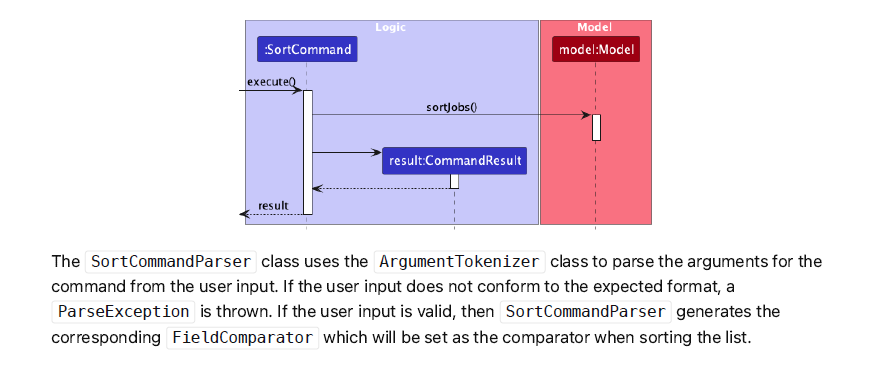 Logic
Model
:SortCommand
model:Model
execute()
sortJobs()
result:CommandResult
result
The SortCommandParser class uses the ArgumentTokenizer class to parse the arguments for the
command from the user input. If the user input does not conform to the expected format, a
ParseException is thrown. If the user input is valid, then SortCommandParser generates the
corresponding FieldComparator which will be set as the comparator when sorting the list.